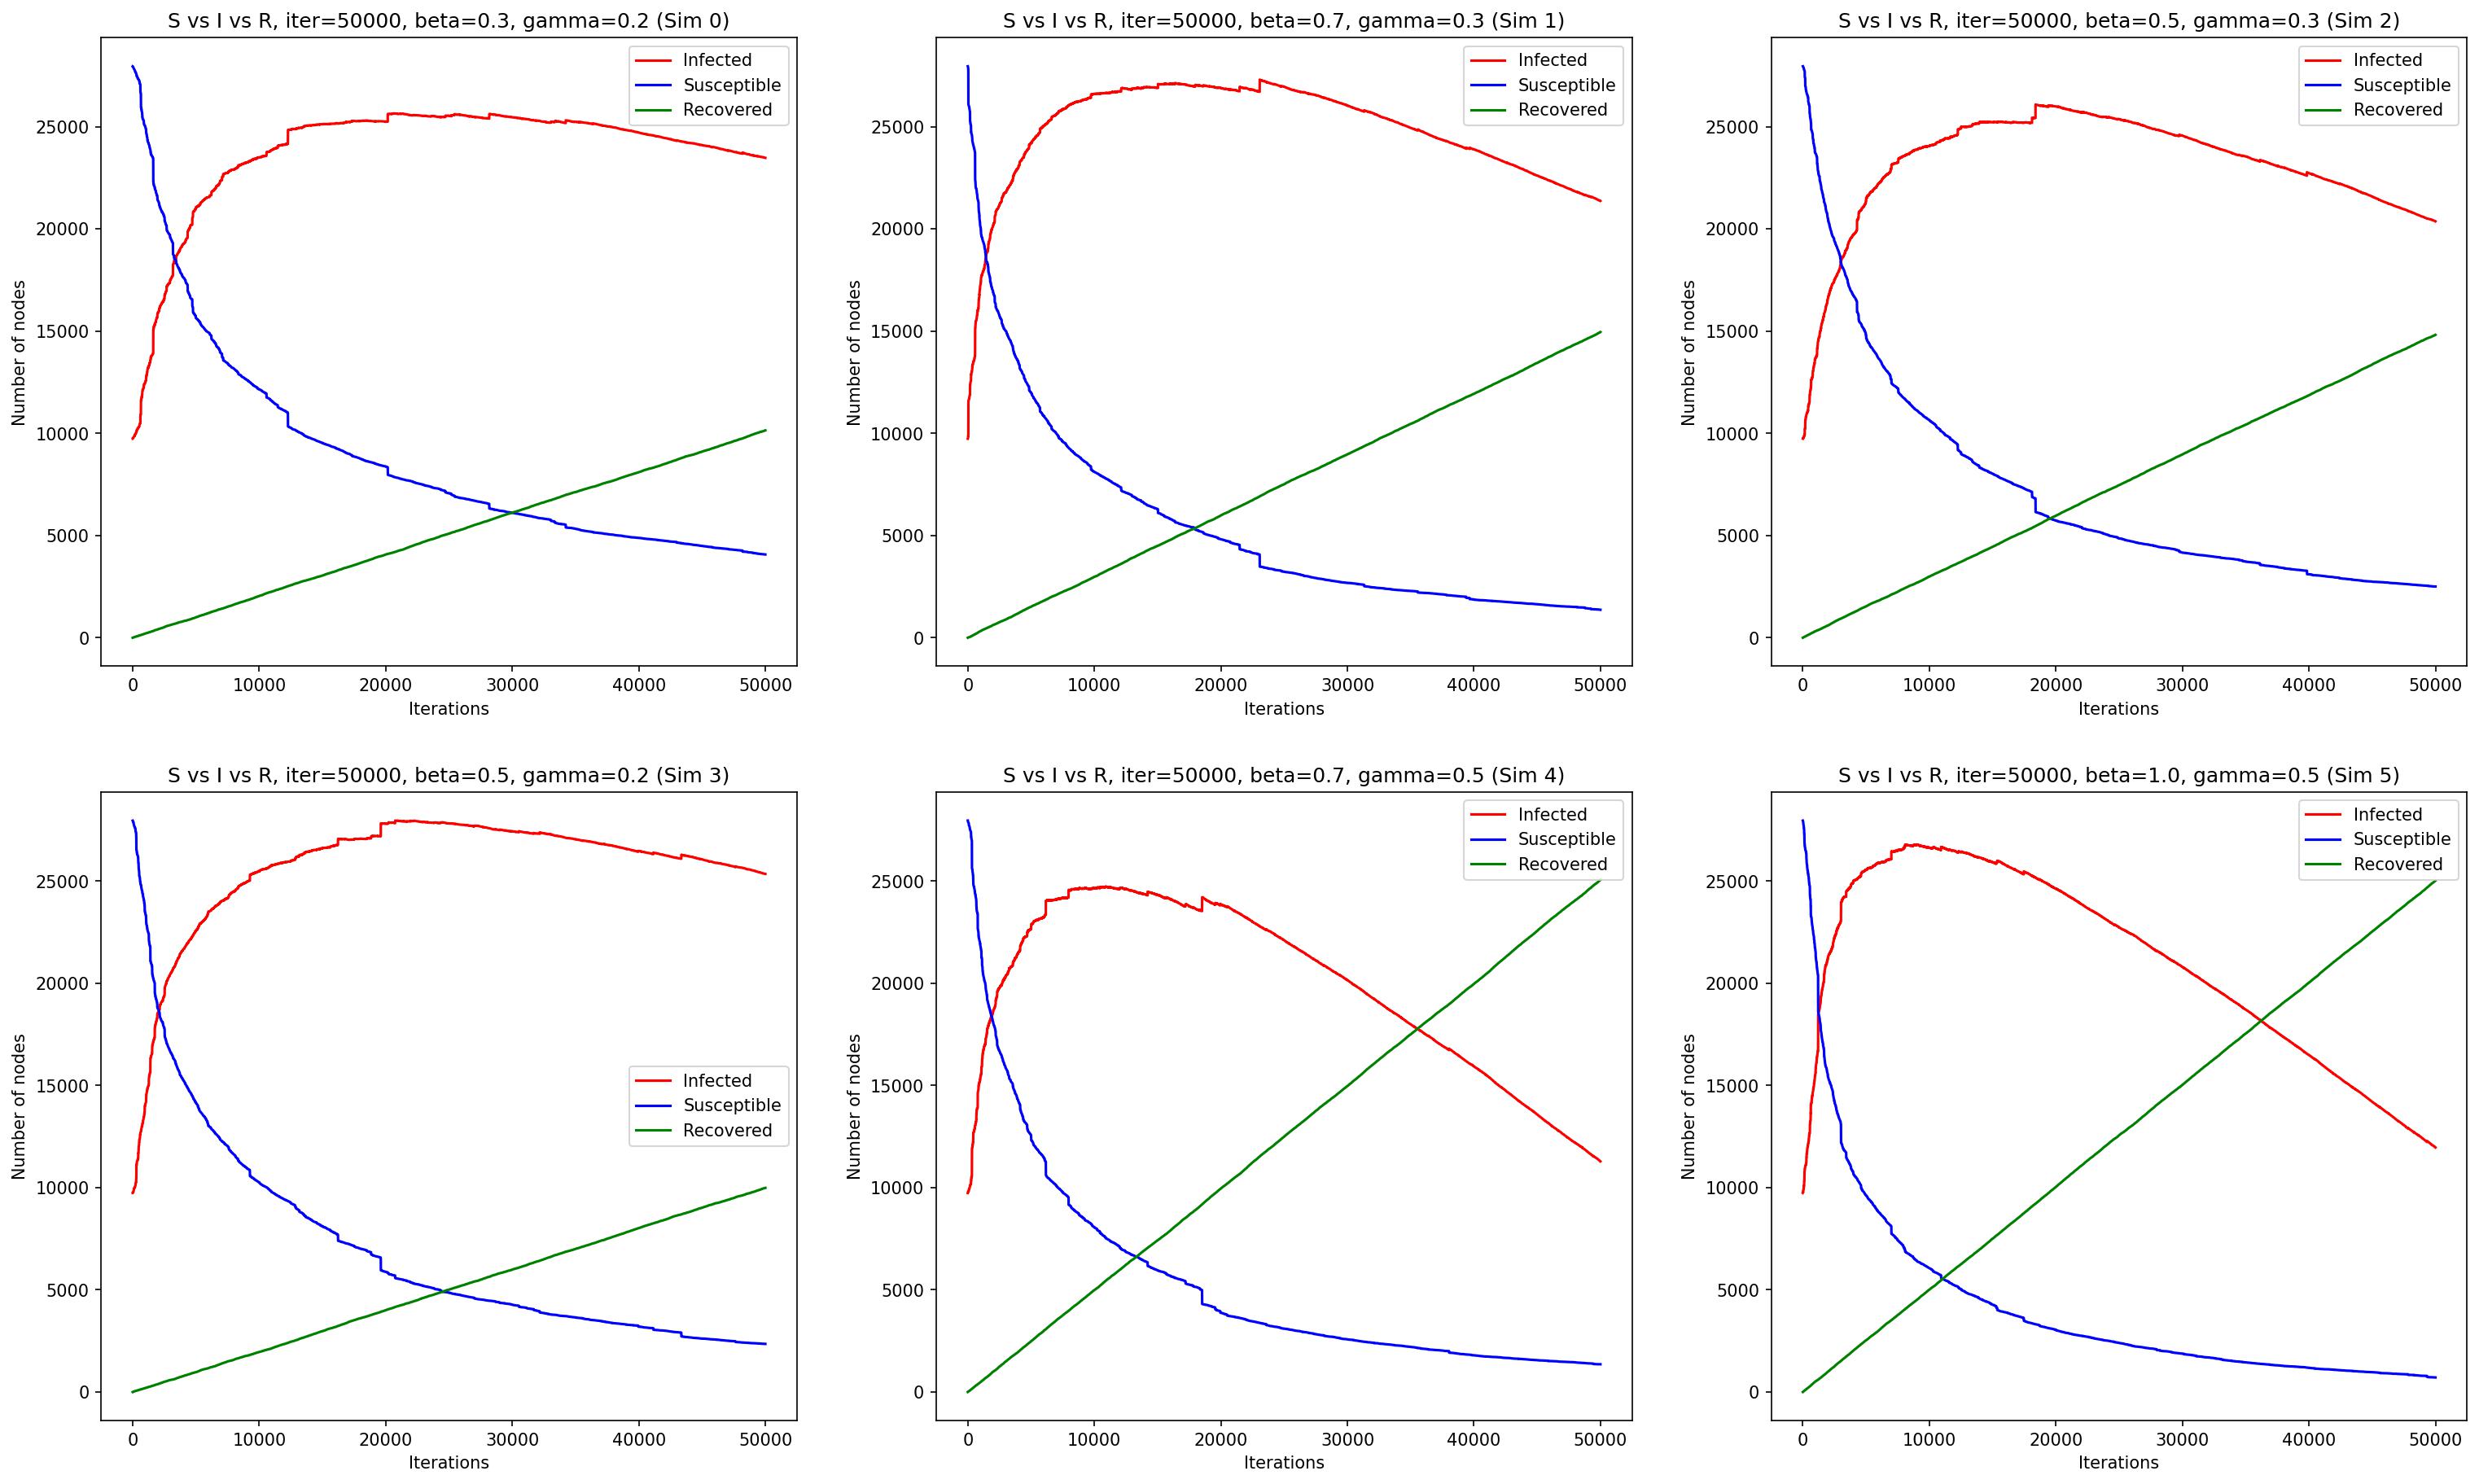 S vs I vs R, iter=50000, beta=0.3, gamma=0.2 (Sim 0)
Number of nodes
25000
20000
15000
10000
5000
0
Infected
Susceptible
Recovered
0 10000 20000 30000 40000 50000
Iterations
S vs I vs R, iter=50000, beta=0.7, gamma=0.3 (Sim 1)
Number of nodes
25000
20000
15000
10000
5000
0
Infected
Susceptible
Recovered
0 10000 20000 30000 40000 50000
Iterations
S vs I vs R, iter=50000, beta=0.5, gamma=0.3 (Sim 2)
Number of nodes
25000
20000
15000
10000
5000
0
Infected
Susceptible
Recovered
0 10000 20000 30000 40000 50000
Iterations
S vs I vs R, iter=50000, beta=0.5, gamma=0.2 (Sim 3)
Number of nodes
25000
20000
15000
10000
5000
0
Infected
Susceptible
Recovered
0 10000 20000 30000 40000 50000
Iterations
S vs I vs R, iter=50000, beta=0.7, gamma=0.5 (Sim 4)
Number of nodes
25000
20000
15000
10000
5000
0
Infected
Susceptible
Recovered
0 10000 20000 30000 40000 50000
Iterations
S vs I vs R, iter=50000, beta=1.0, gamma=0.5 (Sim 5)
Number of nodes
25000
20000
15000
10000
5000
0
Infected
Susceptible
Recovered
0 10000 20000 30000 40000 50000
Iterations